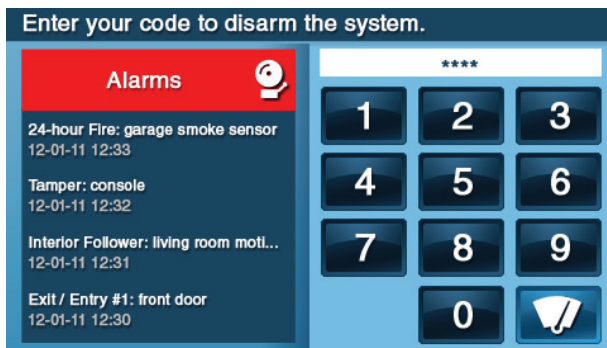 Enter your code to disarm the system.
Alarms
24-hour Fire: garage smoke sensor
12-01-11 12:33
Tamper: console
12-01-11 12:32
Interior Follower: living room moti...
12-01-11 12:31
Exit / Entry #1: front door
12-01-11 12:30
****
1 2 3
4 5 6
7 8 9
0